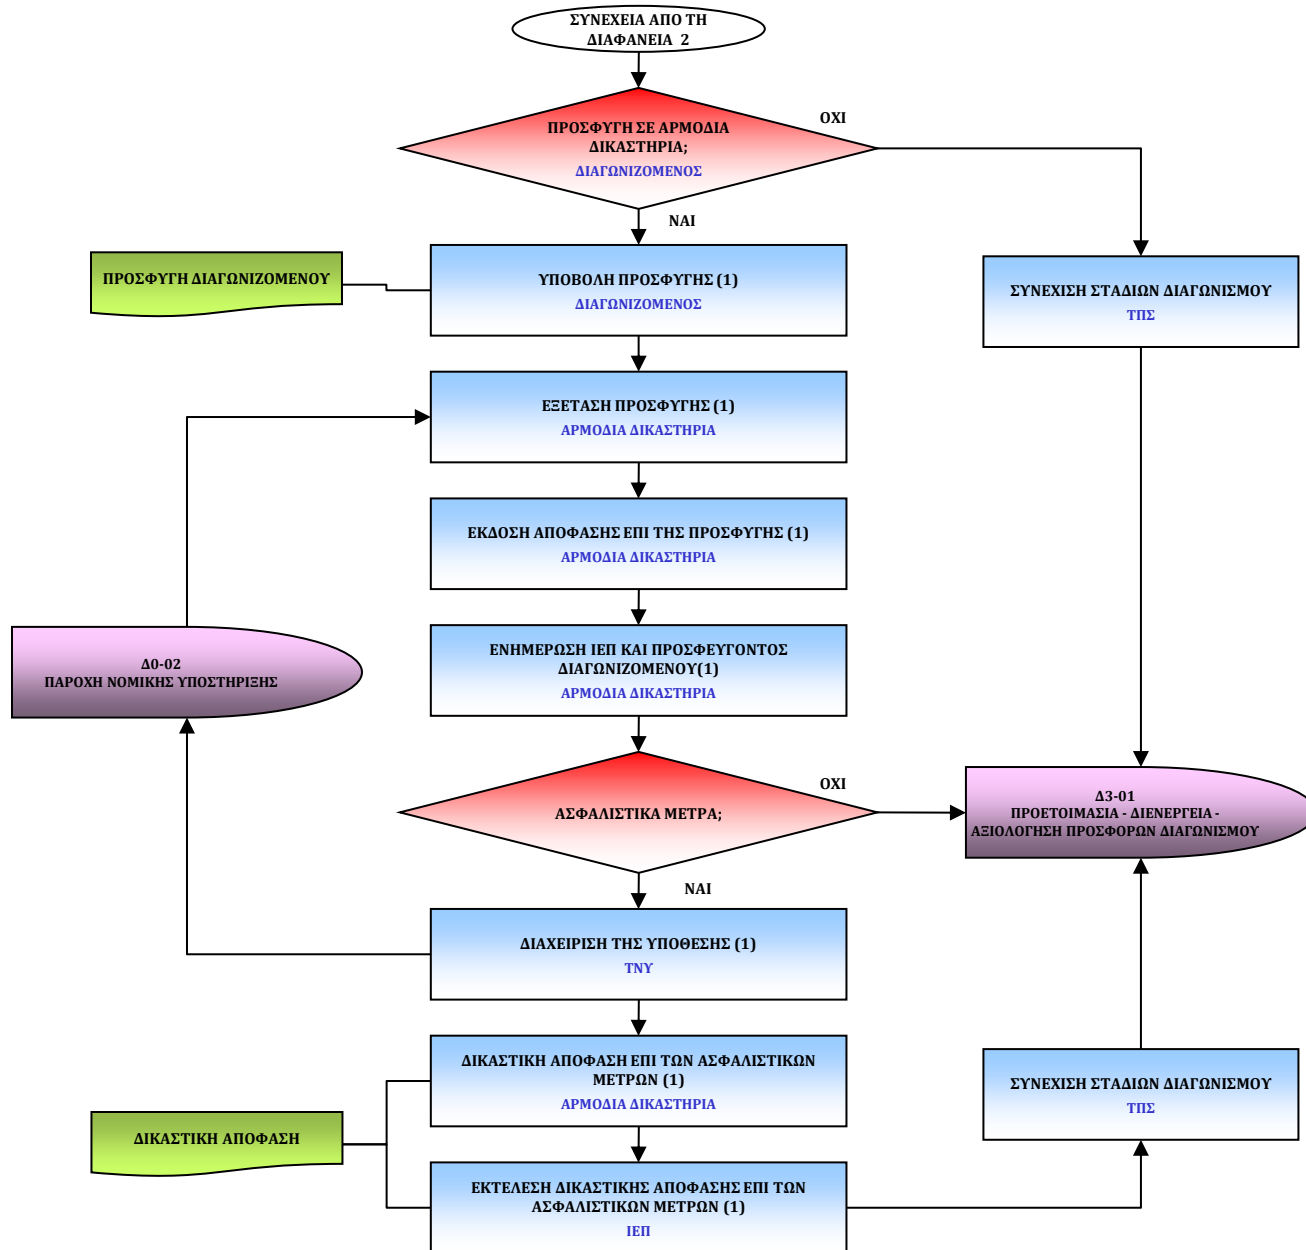 ΣΥΝΕΧΕΙΑ ΑΠΟ ΤΗ
ΔΙΑΦΑΝΕΙΑ 2
ΠΡΟΣΦΥΓΗ ΣΕ ΑΡΜΟΔΙΑ
ΔΙΚΑΣΤΗΡΙΑ;
ΔΙΑΓΩΝΙΖΟΜΕΝΟΣ
ΟΧΙ
ΝΑΙ
ΠΡΟΣΦΥΓΗ ΔΙΑΓΩΝΙΖΟΜΕΝΟΥ
ΥΠΟΒΟΛΗ ΠΡΟΣΦΥΓΗΣ (1)
ΔΙΑΓΩΝΙΖΟΜΕΝΟΣ
ΣΥΝΕΧΙΣΗ ΣΤΑΔΙΩΝ ΔΙΑΓΩΝΙΣΜΟΥ
ΤΠΣ
ΕΞΕΤΑΣΗ ΠΡΟΣΦΥΓΗΣ (1)
ΑΡΜΟΔΙΑ ΔΙΚΑΣΤΗΡΙΑ
ΕΚΔΟΣΗ ΑΠΟΦΑΣΗΣ ΕΠΙ ΤΗΣ ΠΡΟΣΦΥΓΗΣ (1)
ΑΡΜΟΔΙΑ ΔΙΚΑΣΤΗΡΙΑ
ΕΝΗΜΕΡΩΣΗ ΙΕΠ ΚΑΙ ΠΡΟΣΦΕΥΓΟΝΤΟΣ
ΔΙΑΓΩΝΙΖΟΜΕΝΟΥ(1)
ΑΡΜΟΔΙΑ ΔΙΚΑΣΤΗΡΙΑ
Δ0-02
ΠΑΡΟΧΗ ΝΟΜΙΚΗΣ ΥΠΟΣΤΗΡΙΞΗΣ
ΑΣΦΑΛΙΣΤΙΚΑ ΜΕΤΡΑ;
ΟΧΙ
ΝΑΙ
Δ3-01
ΠΡΟΕΤΟΙΜΑΣΙΑ - ΔΙΕΝΕΡΓΕΙΑ -
ΑΞΙΟΛΟΓΗΣΗ ΠΡΟΣΦΟΡΩΝ ΔΙΑΓΩΝΙΣΜΟΥ
ΔΙΑΧΕΙΡΙΣΗ ΤΗΣ ΥΠΟΘΕΣΗΣ (1)
ΤΝΥ
ΔΙΚΑΣΤΙΚΗ ΑΠΟΦΑΣΗ ΕΠΙ ΤΩΝ ΑΣΦΑΛΙΣΤΙΚΩΝ
ΜΕΤΡΩΝ (1)
ΑΡΜΟΔΙΑ ΔΙΚΑΣΤΗΡΙΑ
ΣΥΝΕΧΙΣΗ ΣΤΑΔΙΩΝ ΔΙΑΓΩΝΙΣΜΟΥ
ΤΠΣ
ΔΙΚΑΣΤΙΚΗ ΑΠΟΦΑΣΗ
ΕΚΤΕΛΕΣΗ ΔΙΚΑΣΤΙΚΗΣ ΑΠΟΦΑΣΗΣ ΕΠΙ ΤΩΝ
ΑΣΦΑΛΙΣΤΙΚΩΝ ΜΕΤΡΩΝ (1)
ΙΕΠ